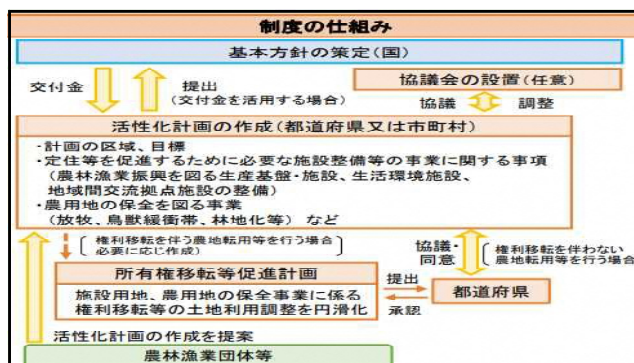 制度の仕組み
基本方針の策定(国)
交付金
提出
(交付金を活用する場合)
協議会の設置(任意)
協議
調整
活性化計画の作成(都道府県又は市町村)
・計画の区域、目標
・定住等を促進するために必要な施設整備等の事業に関する事項
(農林漁業振興を図る生産基盤・施設、生活環境施設、
地域間交流拠点施設の整備)
・農用地の保全を図る事業
(放牧、鳥獣緩衝帯、林地化等) など
権利移転を伴う農地転用等を行う場合
必要に応じ作成)
協議・
同意
権利移転を伴わない
農地転用等を行う場合
所有権移転等促進計画
施設用地、農用地の保全事業に係る
権利移転等の土地利用調整を円滑化
提出
承認
都道府県
活性化計画の作成を提案
農林漁業団体等